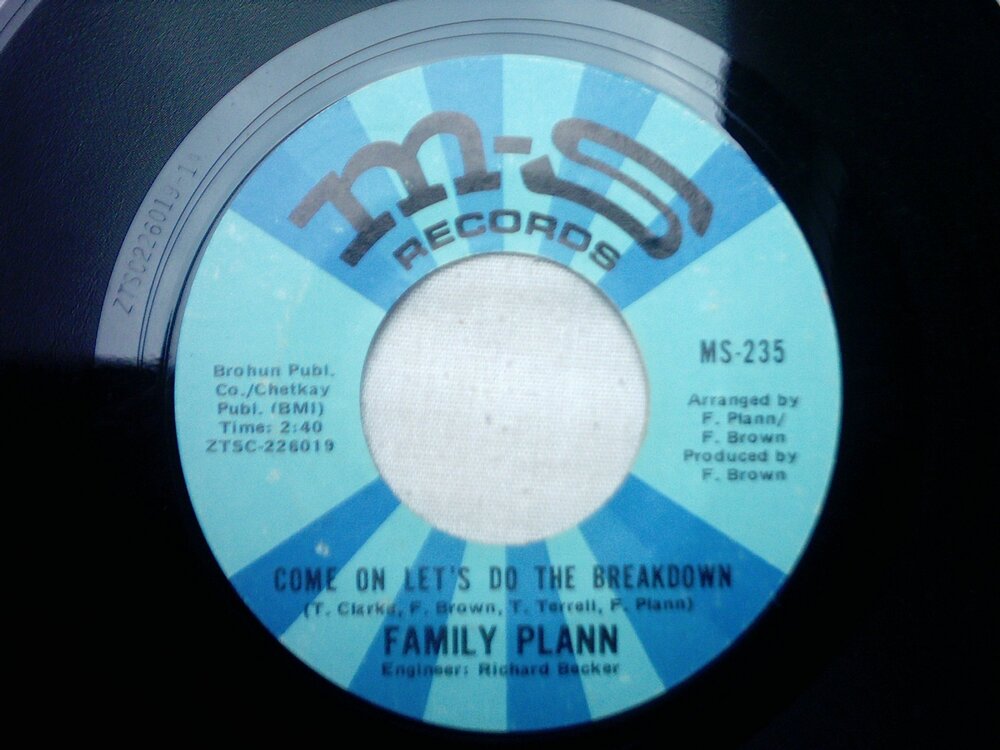 M-S
RECORDS
ZTSC226019-1
Brohun Publ.
Co./Chetkay
Publ. (BMI)
Time: 2:40
ZTSC-226019
MS-235
Arranged by
F. Plann/
F. Brown
Produced by
F. Brown
COME ON LET'S DO THE BREAKDOWN
(T. Clarke, F. Brown, T. Terrell, F. Plann)
FAMILY PLANN
Engineer: Richard Becker